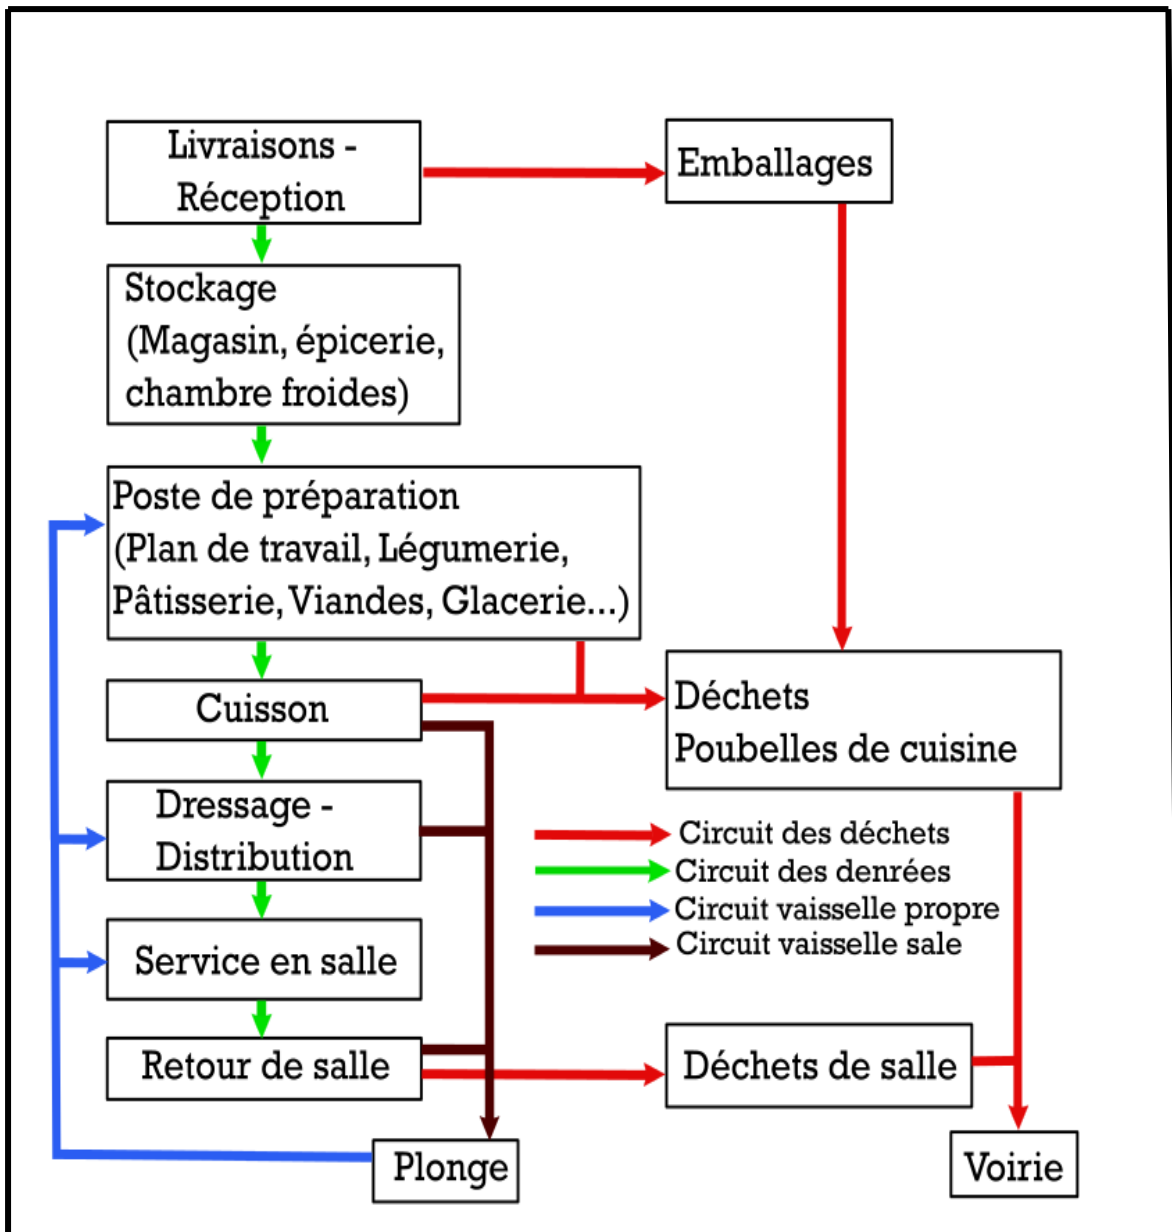 Livraisons -
Réception
Emballages
Stockage
(Magasin, épicerie,
chambre froides)
Poste de préparation
(Plan de travail, Légumerie,
Pâtisserie, Viandes, Glacerie...)
Cuisson
Déchets
Poubelles de cuisine
Dressage -
Distribution
Circuit des déchets
Circuit des denrées
Circuit vaisselle propre
Circuit vaisselle sale
Service en salle
Retour de salle
Déchets de salle
Plonge
Voirie